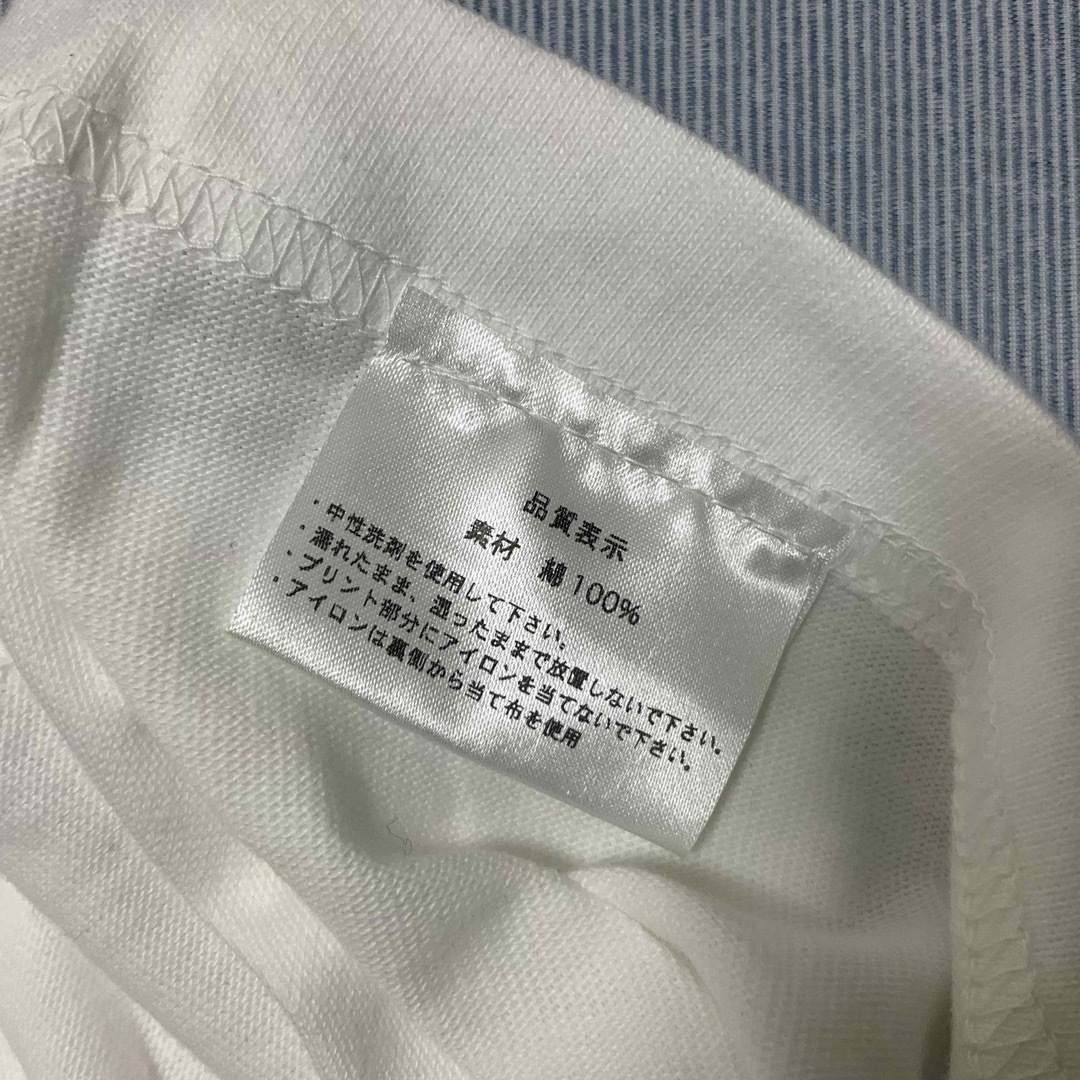 品質表示
素材 綿100%
・中性洗剤を使用して下さい。
・濡れたまま、湿ったままで放置しないで下さい。
・プリント部分にアイロンを当てないで下さい。
・アイロンは裏側から当て布を使用